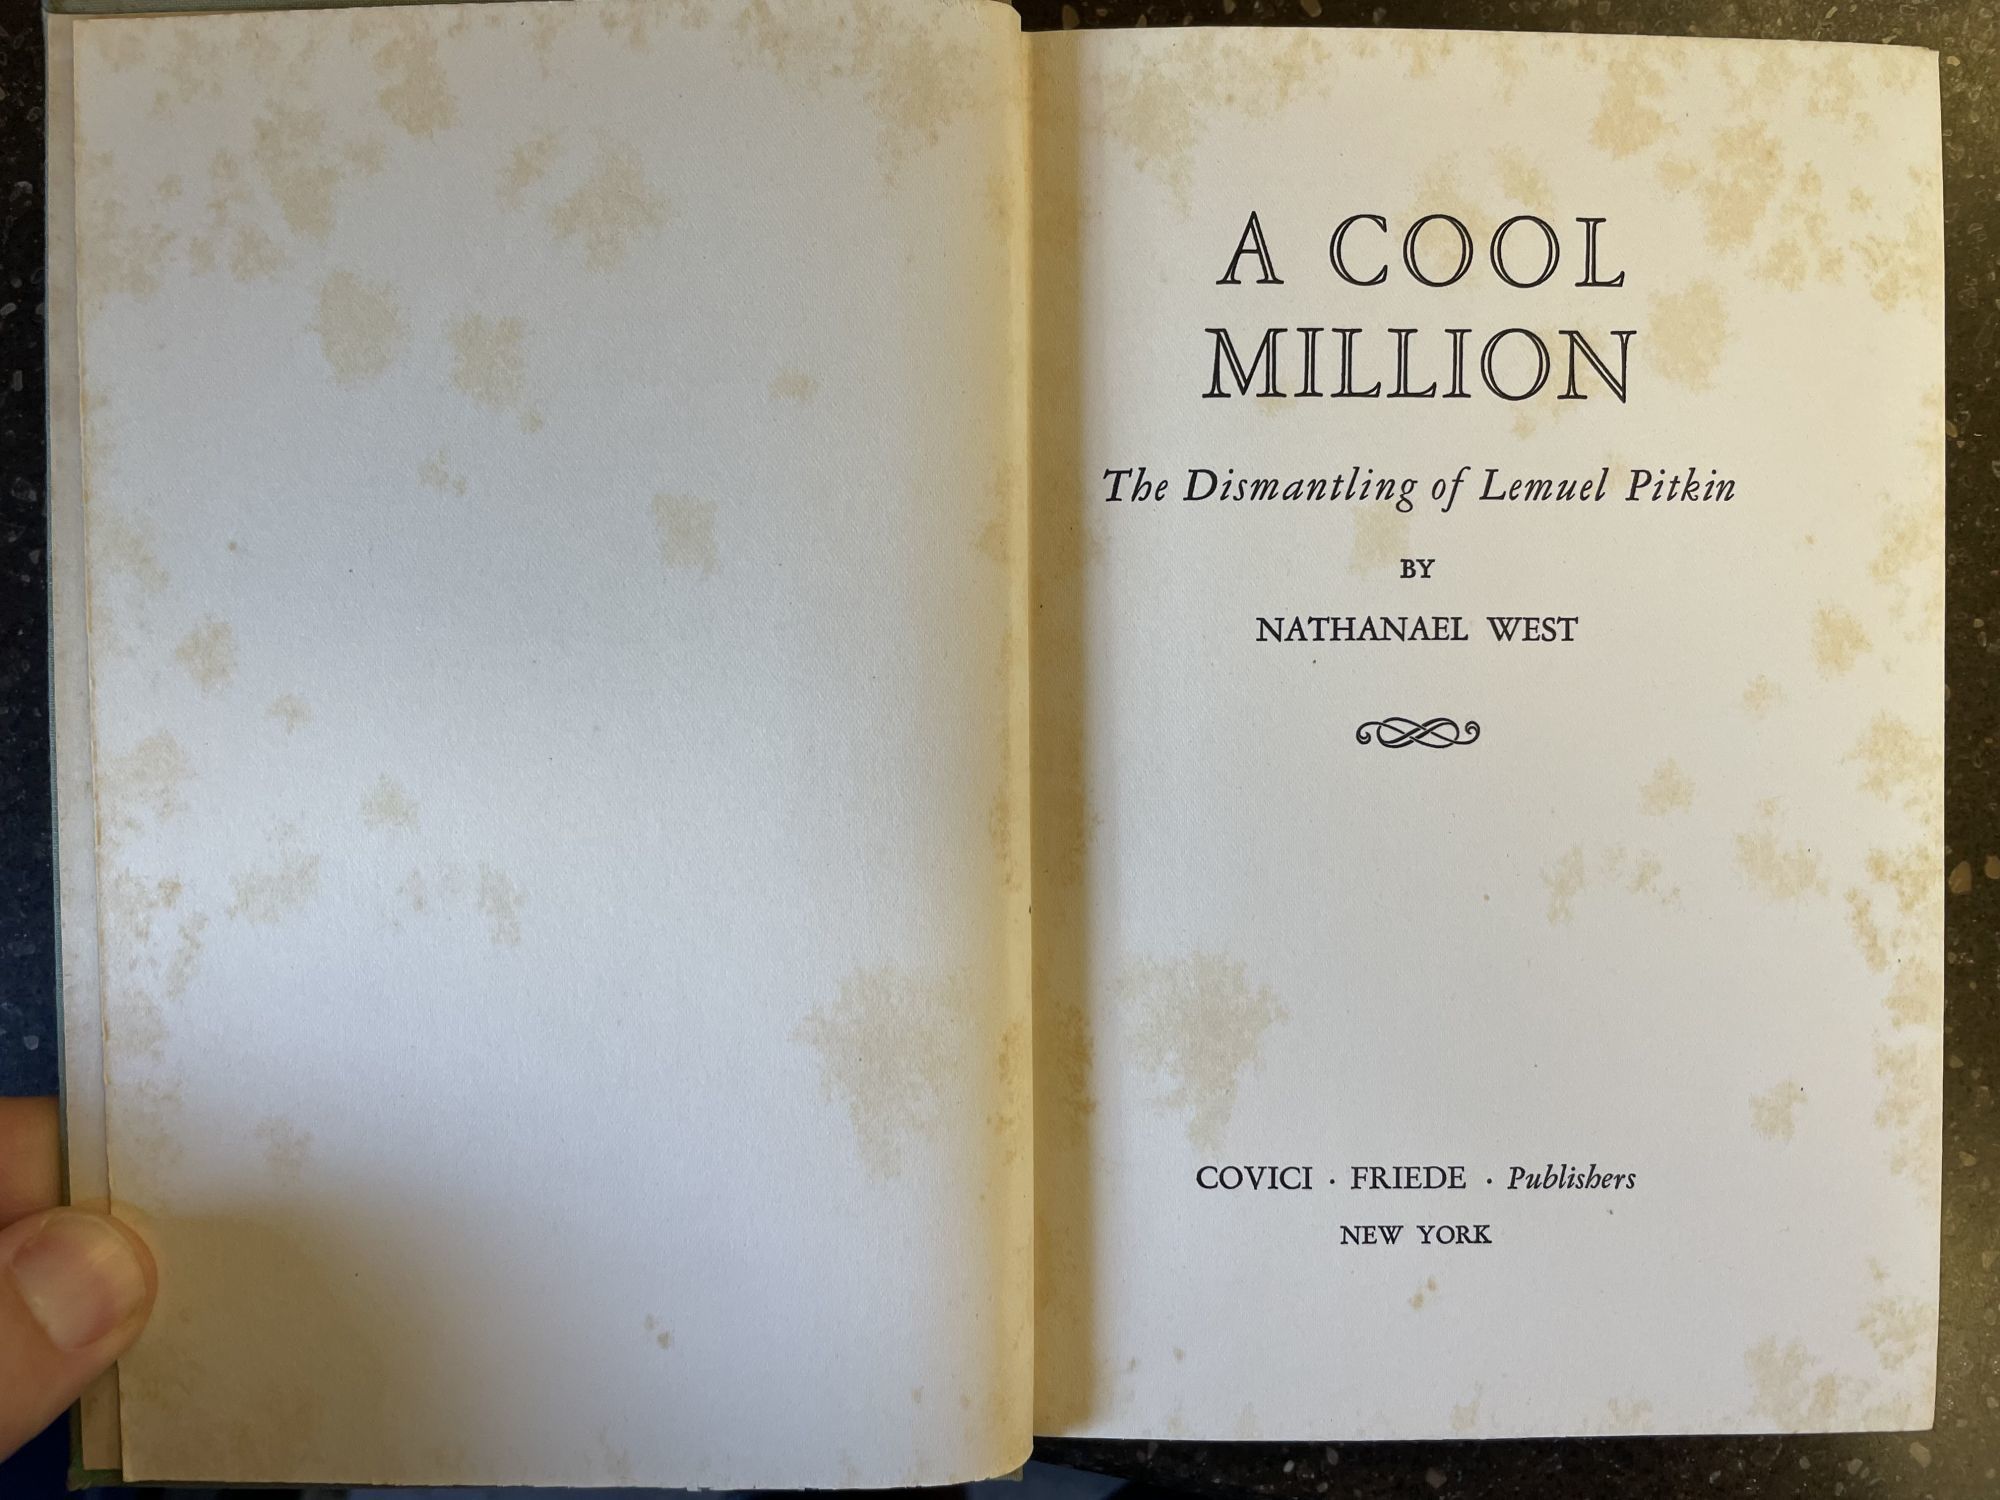 A COOL
MILLION
The Dismantling of Lemuel Pitkin
BY
NATHANAEL WEST
COVICI · FRIEDE · Publishers
NEW YORK